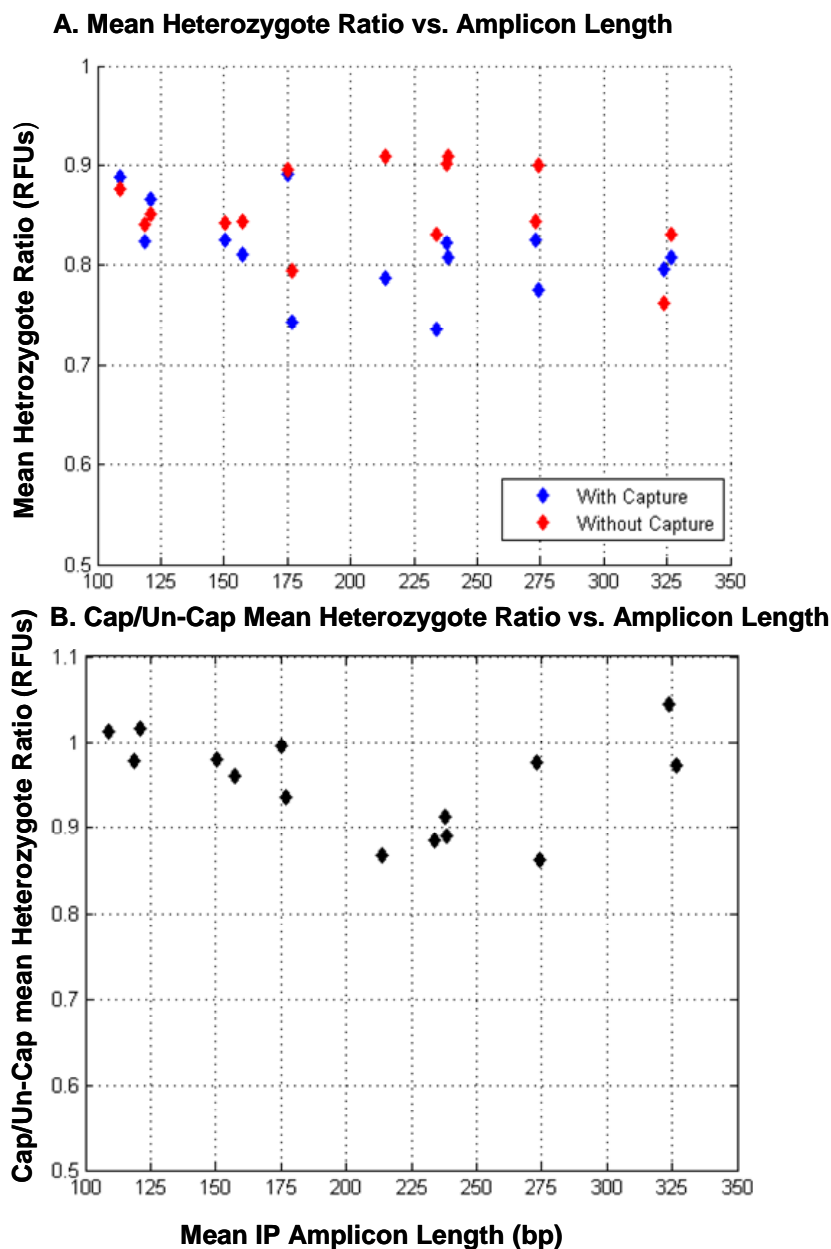 A. Mean Heterozygote Ratio vs. Amplicon Length
Mean Hetrozygote Ratio (RFUs)
1
0.9
0.8
0.7
0.6
0.5
100 125 150 175 200 225 250 275 300 325 350
With Capture
Without Capture
B. Cap/Un-Cap Mean Heterozygote Ratio vs. Amplicon Length
Cap/Un-Cap mean Heterozygote Ratio (RFUs)
1.1
1
0.9
0.8
0.7
0.6
0.5
100 125 150 175 200 225 250 275 300 325 350
Mean IP Amplicon Length (bp)